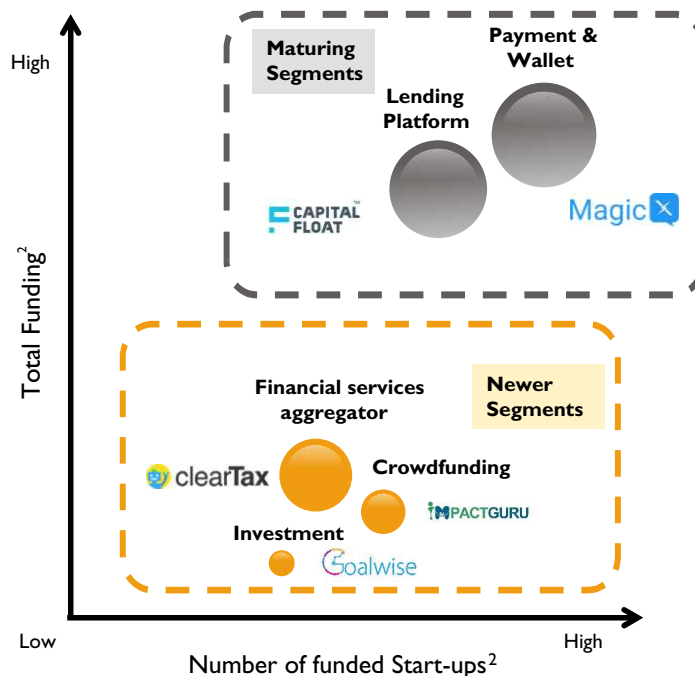 High
Maturing
Segments
Payment &
Wallet
Lending
Platform
CAPITAL
FLOAT™
MagicX
Total Funding²
Newer
Segments
Financial services
aggregator
clearTax
Crowdfunding
iMPACTGURU
Investment
Goalwise
Low
High
Number of funded Start-ups²